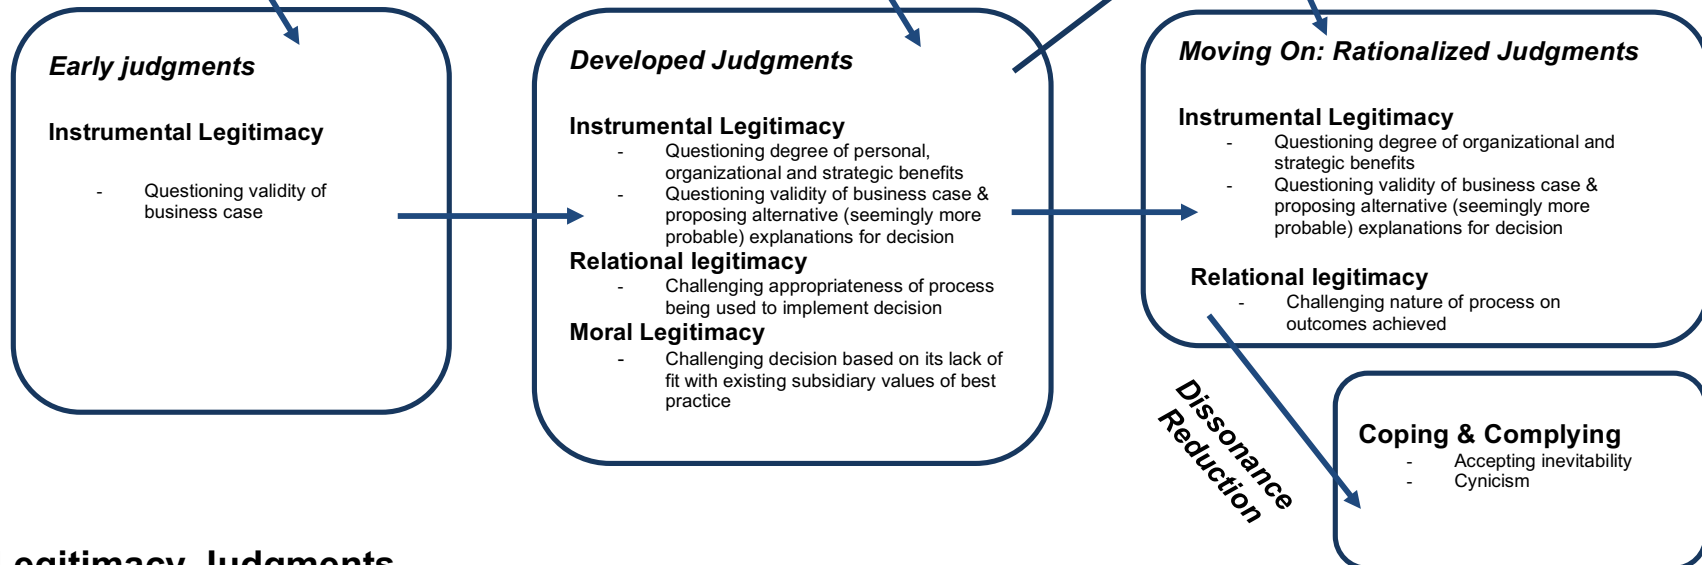 Early judgments
Instrumental Legitimacy
- Questioning validity of
business case
Developed Judgments
Instrumental Legitimacy
- Questioning degree of personal,
organizational and strategic benefits
- Questioning validity of business case &
proposing alternative (seemingly more
probable) explanations for decision
Relational legitimacy
- Challenging appropriateness of process
being used to implement decision
Moral Legitimacy
- Challenging decision based on its lack of
fit with existing subsidiary values of best
practice
Moving On: Rationalized Judgments
Instrumental Legitimacy
- Questioning degree of organizational and
strategic benefits
- Questioning validity of business case &
proposing alternative (seemingly more
probable) explanations for decision
Relational legitimacy
- Challenging nature of process on
outcomes achieved
Dissonance
Reduction
Coping & Complying
- Accepting inevitability
- Cynicism
egitimacy Judgments